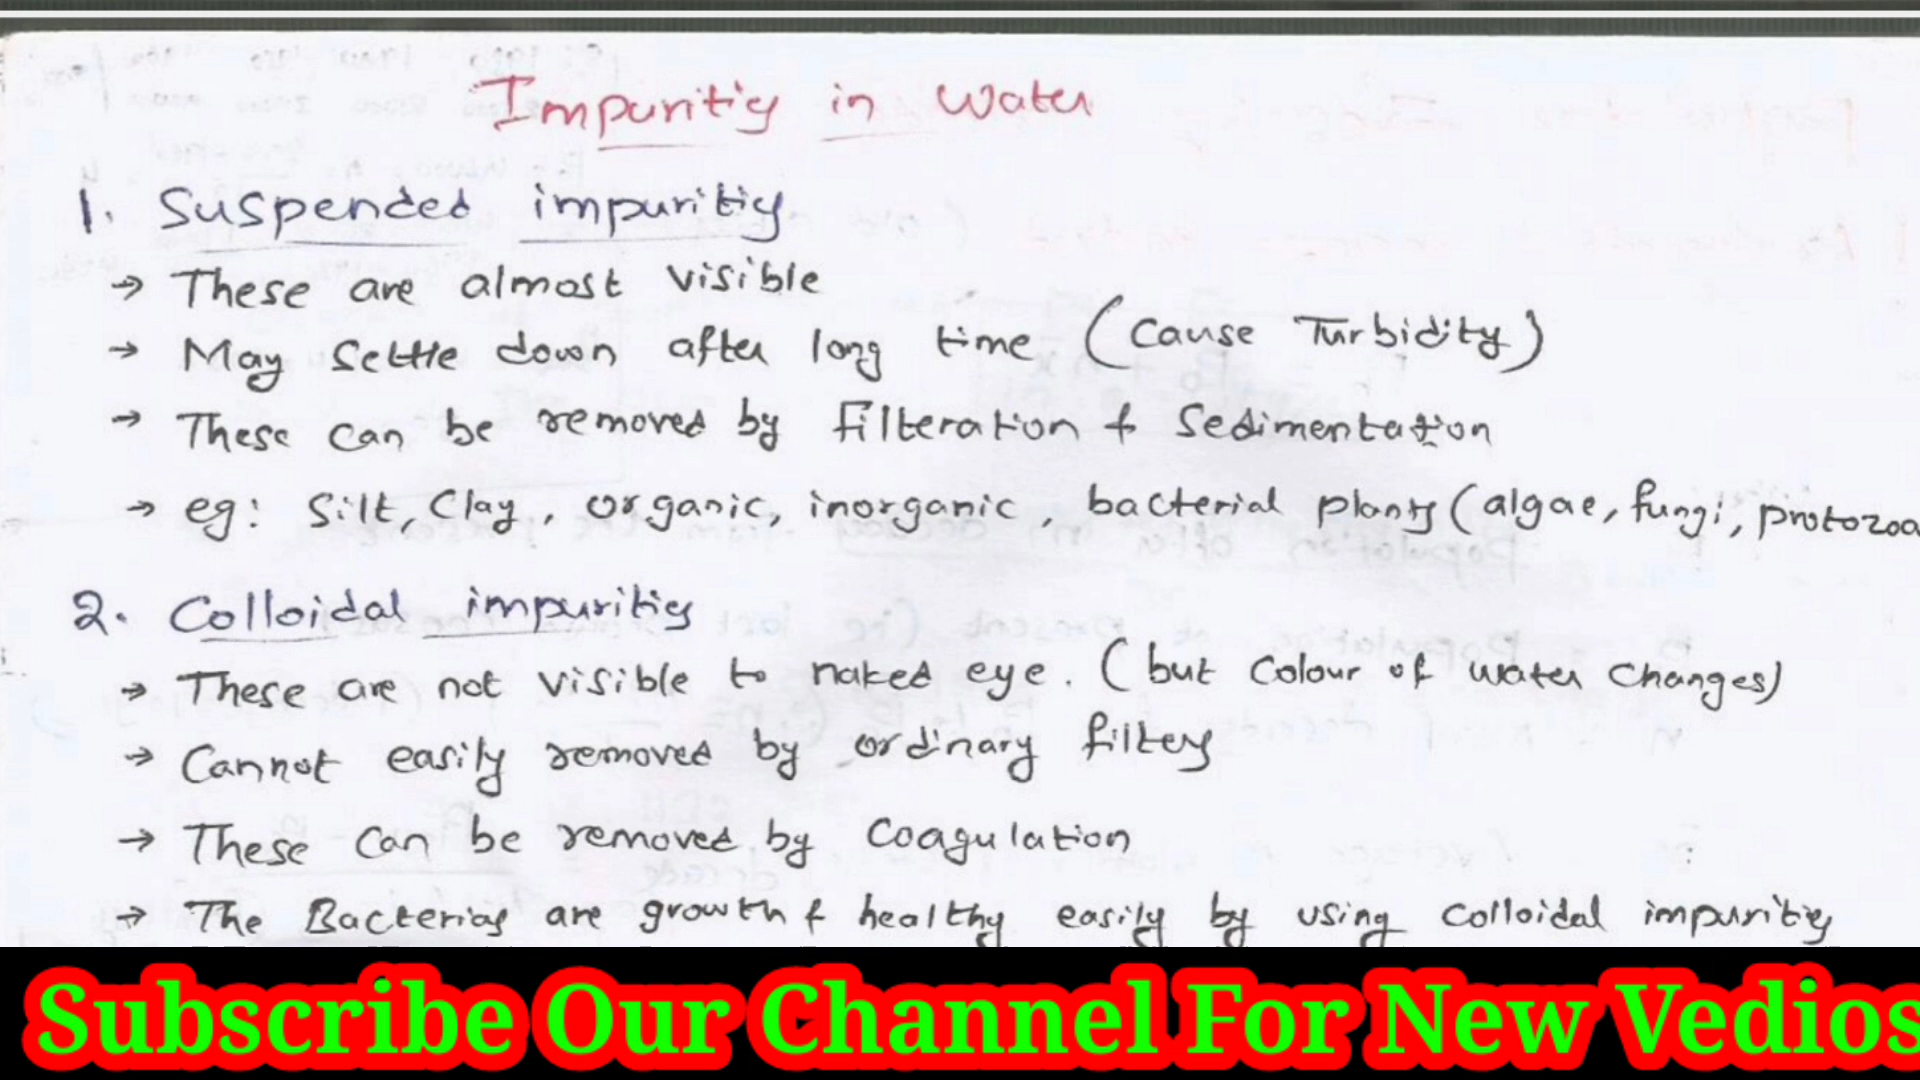 Impurities in water
1. Suspended impurities
→ These are almost visible
→ May settle down after long time (cause Turbidity)
→ These can be removed by filteration & sedimentation
→ eg: silt, clay, organic, inorganic, bacterial plants (algae, fungi, protozoa
2. Colloidal impurities
→ These are not visible to naked eye. (but colour of water changes)
→ Cannot easily removed by ordinary filters
→ These can be removed by coagulation
→ The Bacterias are growth & healthy easily by using colloidal impurities
Subscribe Our Channel For New Vedios